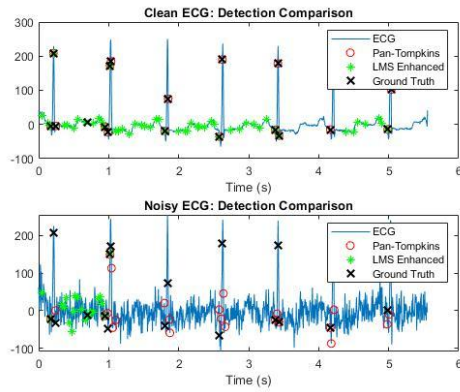 Clean ECG: Detection Comparison
300
200
100
0
-100
ECG
Pan-Tompkins
LMS Enhanced
Ground Truth
0 1 2 3 4 5 6
Time (s)
Noisy ECG: Detection Comparison
200
100
0
-100
ECG
Pan-Tompkins
LMS Enhanced
Ground Truth
0 1 2 3 4 5 6
Time (s)